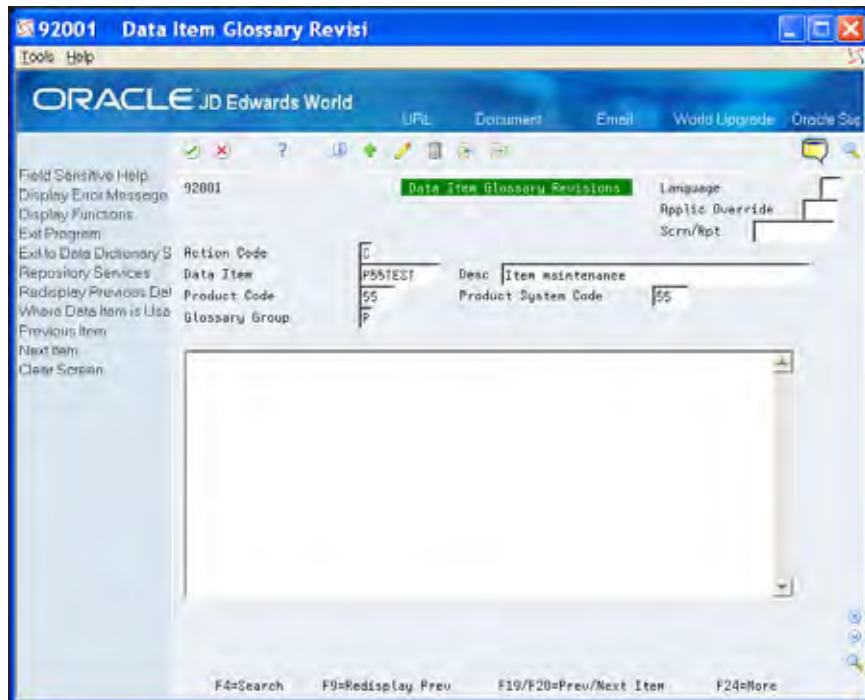 92001 Data Item Glossary Revisi
Tools Help
ORACLE JD Edwards World
URL Document Email World Upgrade Oracle Sup
Field Sensitive Help
Display Error Message
Display Functions
Exit Program
Exit to Data Dictionary S
Repository Services
Redisplay Previous Del
Where Data Item is Use
Previous Item
Next Item
Clear Screen
92001 Data Item Glossary Revisions Language
Applic Override
Scrn/Rpt
Action Code C
Data Item P55TEST Desc Item maintenance
Product Code 55 Product System Code 55
Glossary Group P
F4=Search F9=Redisplay Prev F19/F20=Prev/Next Item F24=More